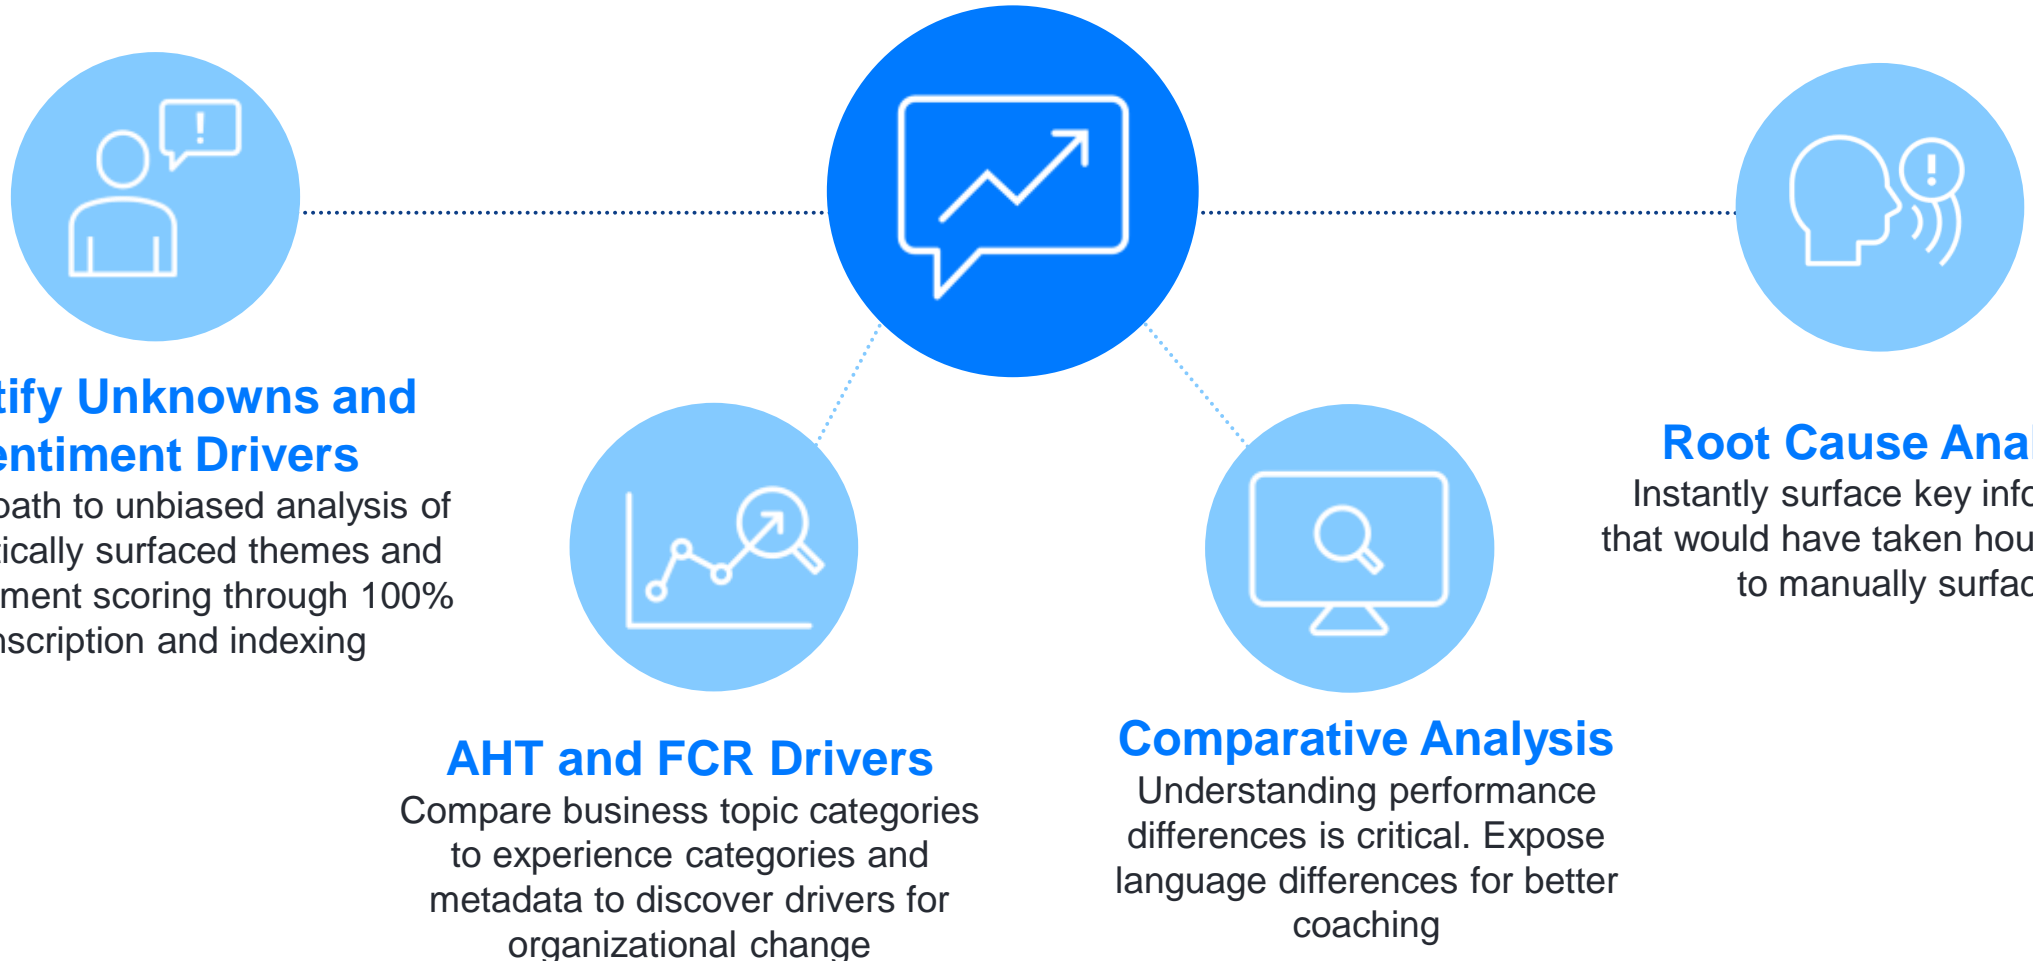 !
!
tify Unknowns and
entiment Drivers
path to unbiased analysis of
tically surfaced themes and
ment scoring through 100%
nscription and indexing
AHT and FCR Drivers
Compare business topic categories
to experience categories and
metadata to discover drivers for
organizational change
Comparative Analysis
Understanding performance
differences is critical. Expose
language differences for better
coaching
Root Cause Anal
Instantly surface key info
that would have taken hou
to manually surfac